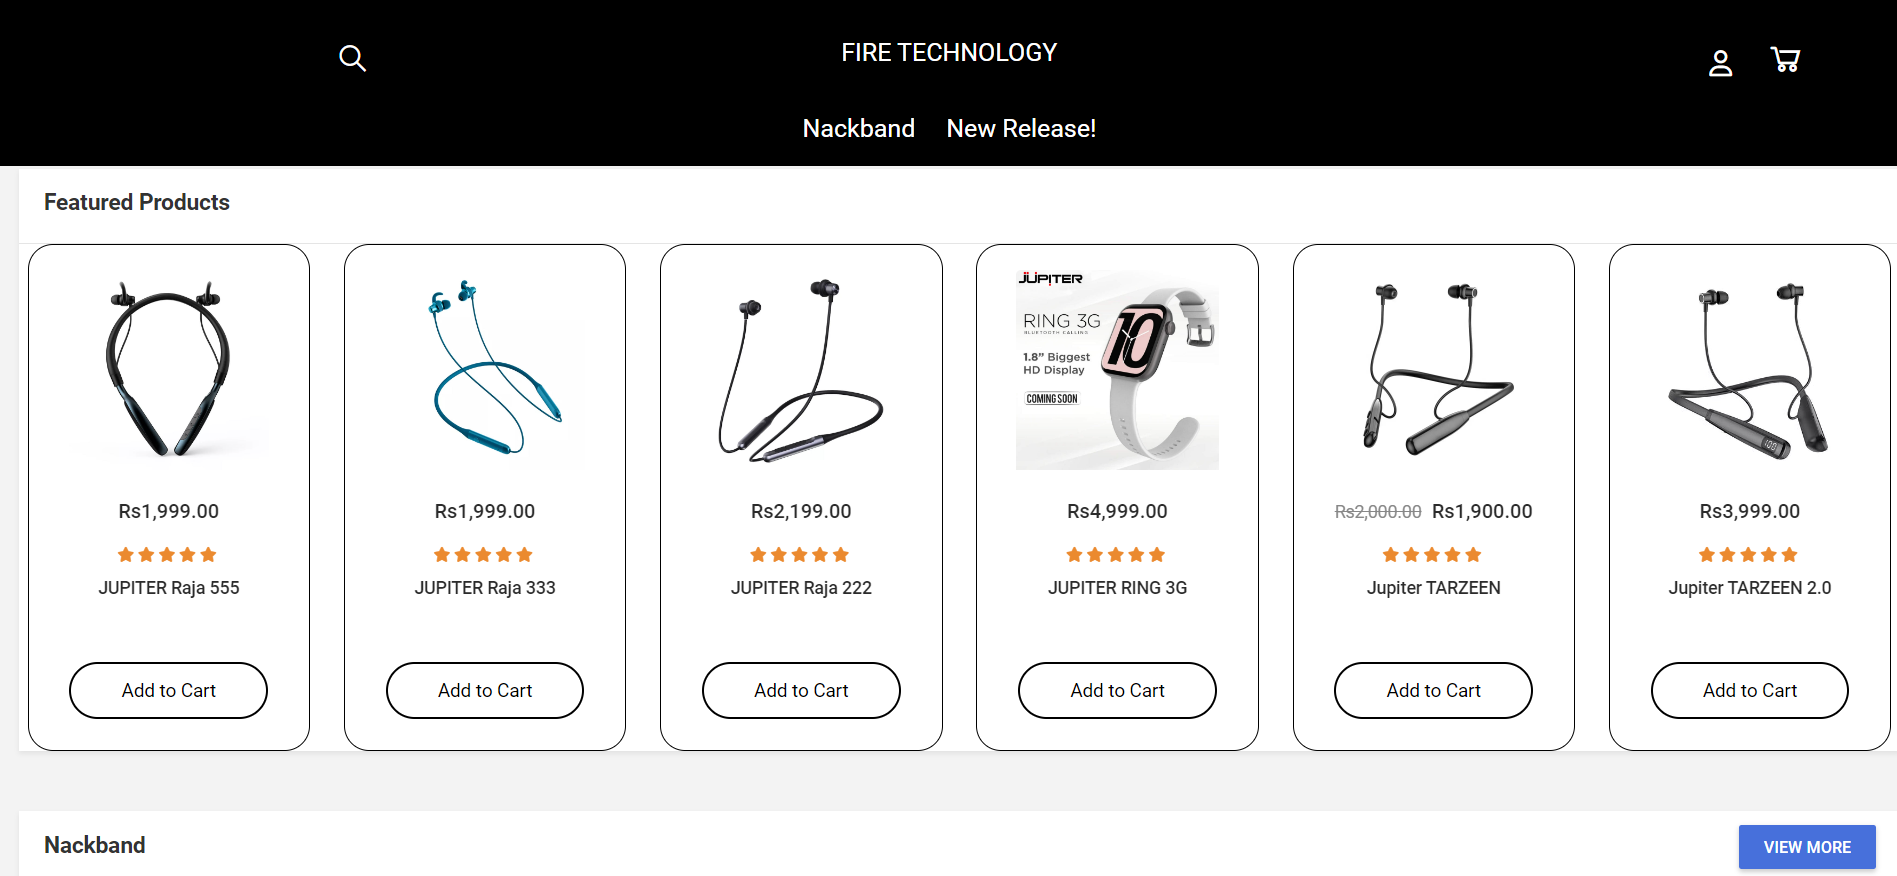 FIRE TECHNOLOGY
Nackband New Release!
Featured Products
JUPITER
RING 3G
BLUETOOTH CALLING
1.8” Biggest
HD Display
COMING SOON
10
100
Rs1,999.00
JUPITER Raja 555
Add to Cart
Rs1,999.00
JUPITER Raja 333
Add to Cart
Rs2,199.00
JUPITER Raja 222
Add to Cart
Rs4,999.00
JUPITER RING 3G
Add to Cart
Rs2,000.00 Rs1,900.00
Jupiter TARZEEN
Add to Cart
Rs3,999.00
Jupiter TARZEEN 2.0
Add to Cart
Nackband
VIEW MORE